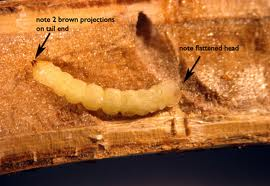 note 2 brown projections
on tail end
note flattened head